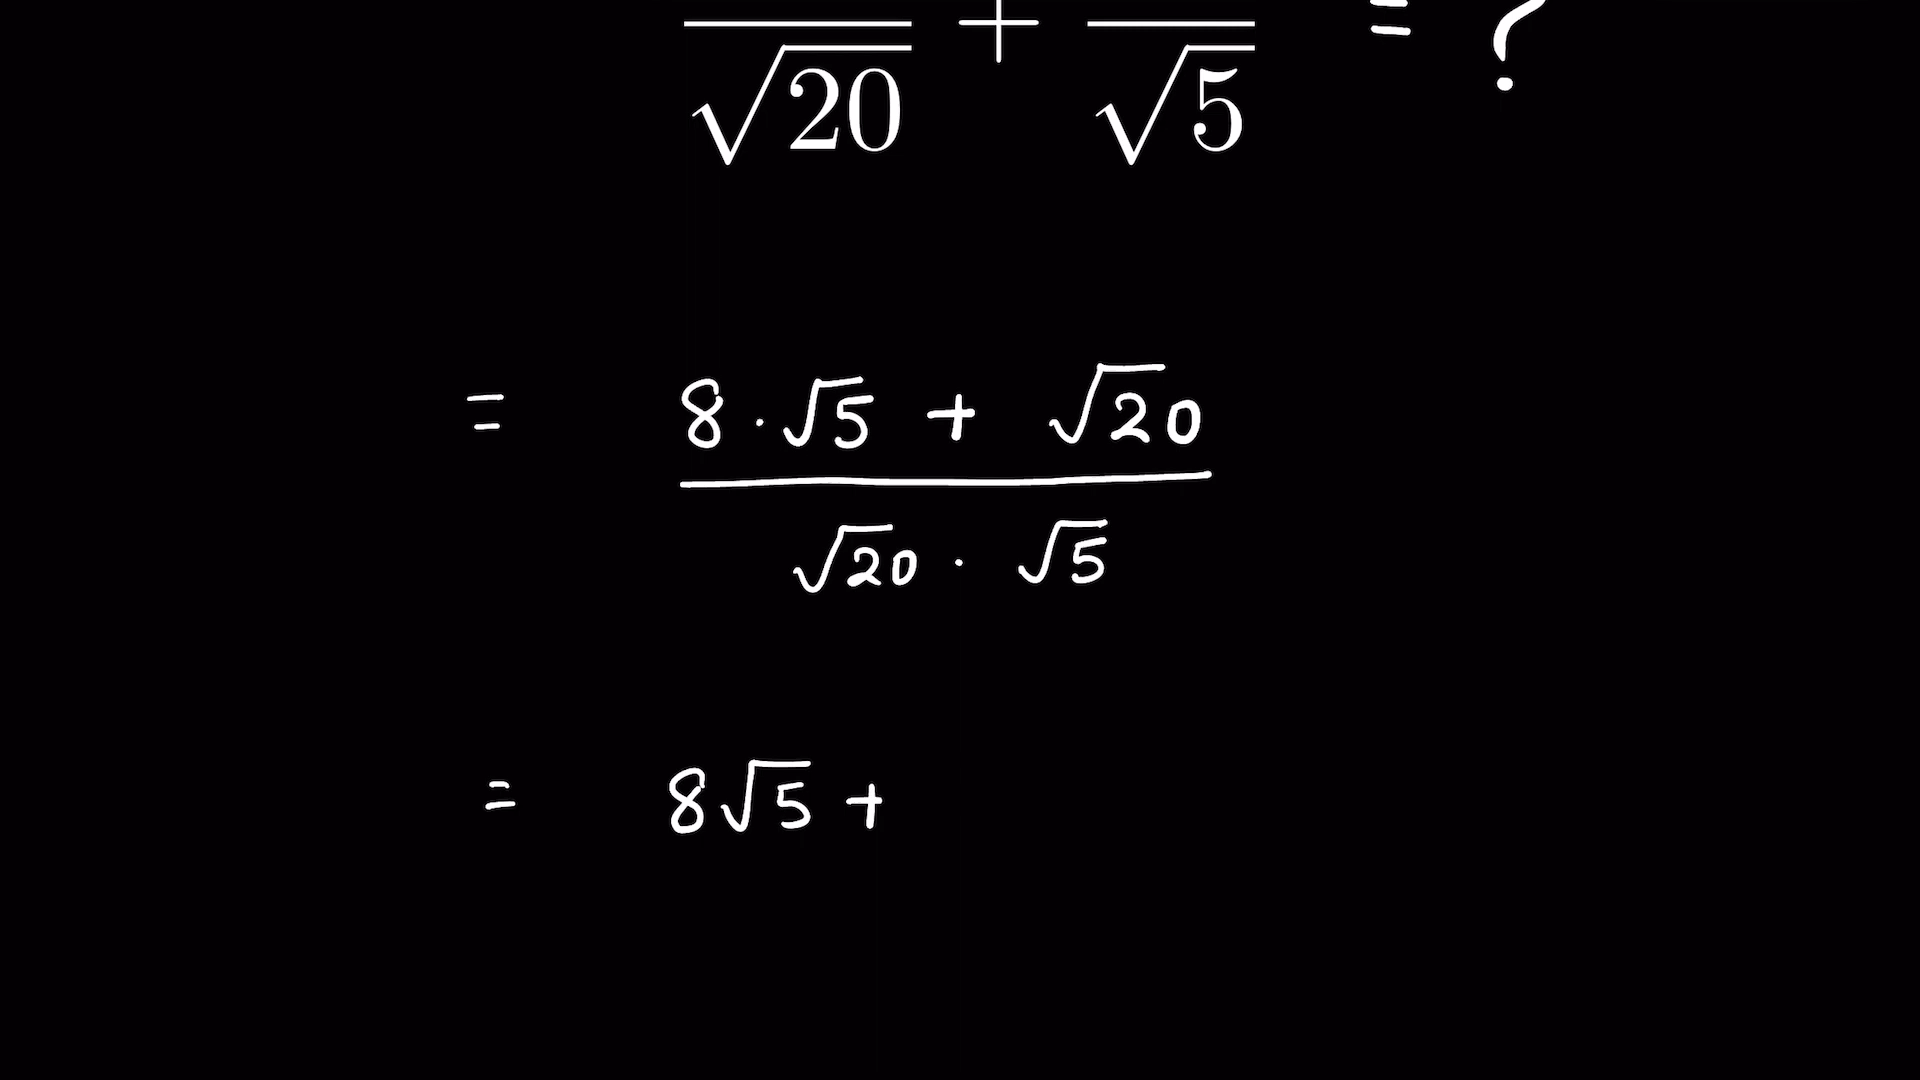 √20 + √5 = ?
= 8 · √5 + √20
√20 · √5
= 8√5 +